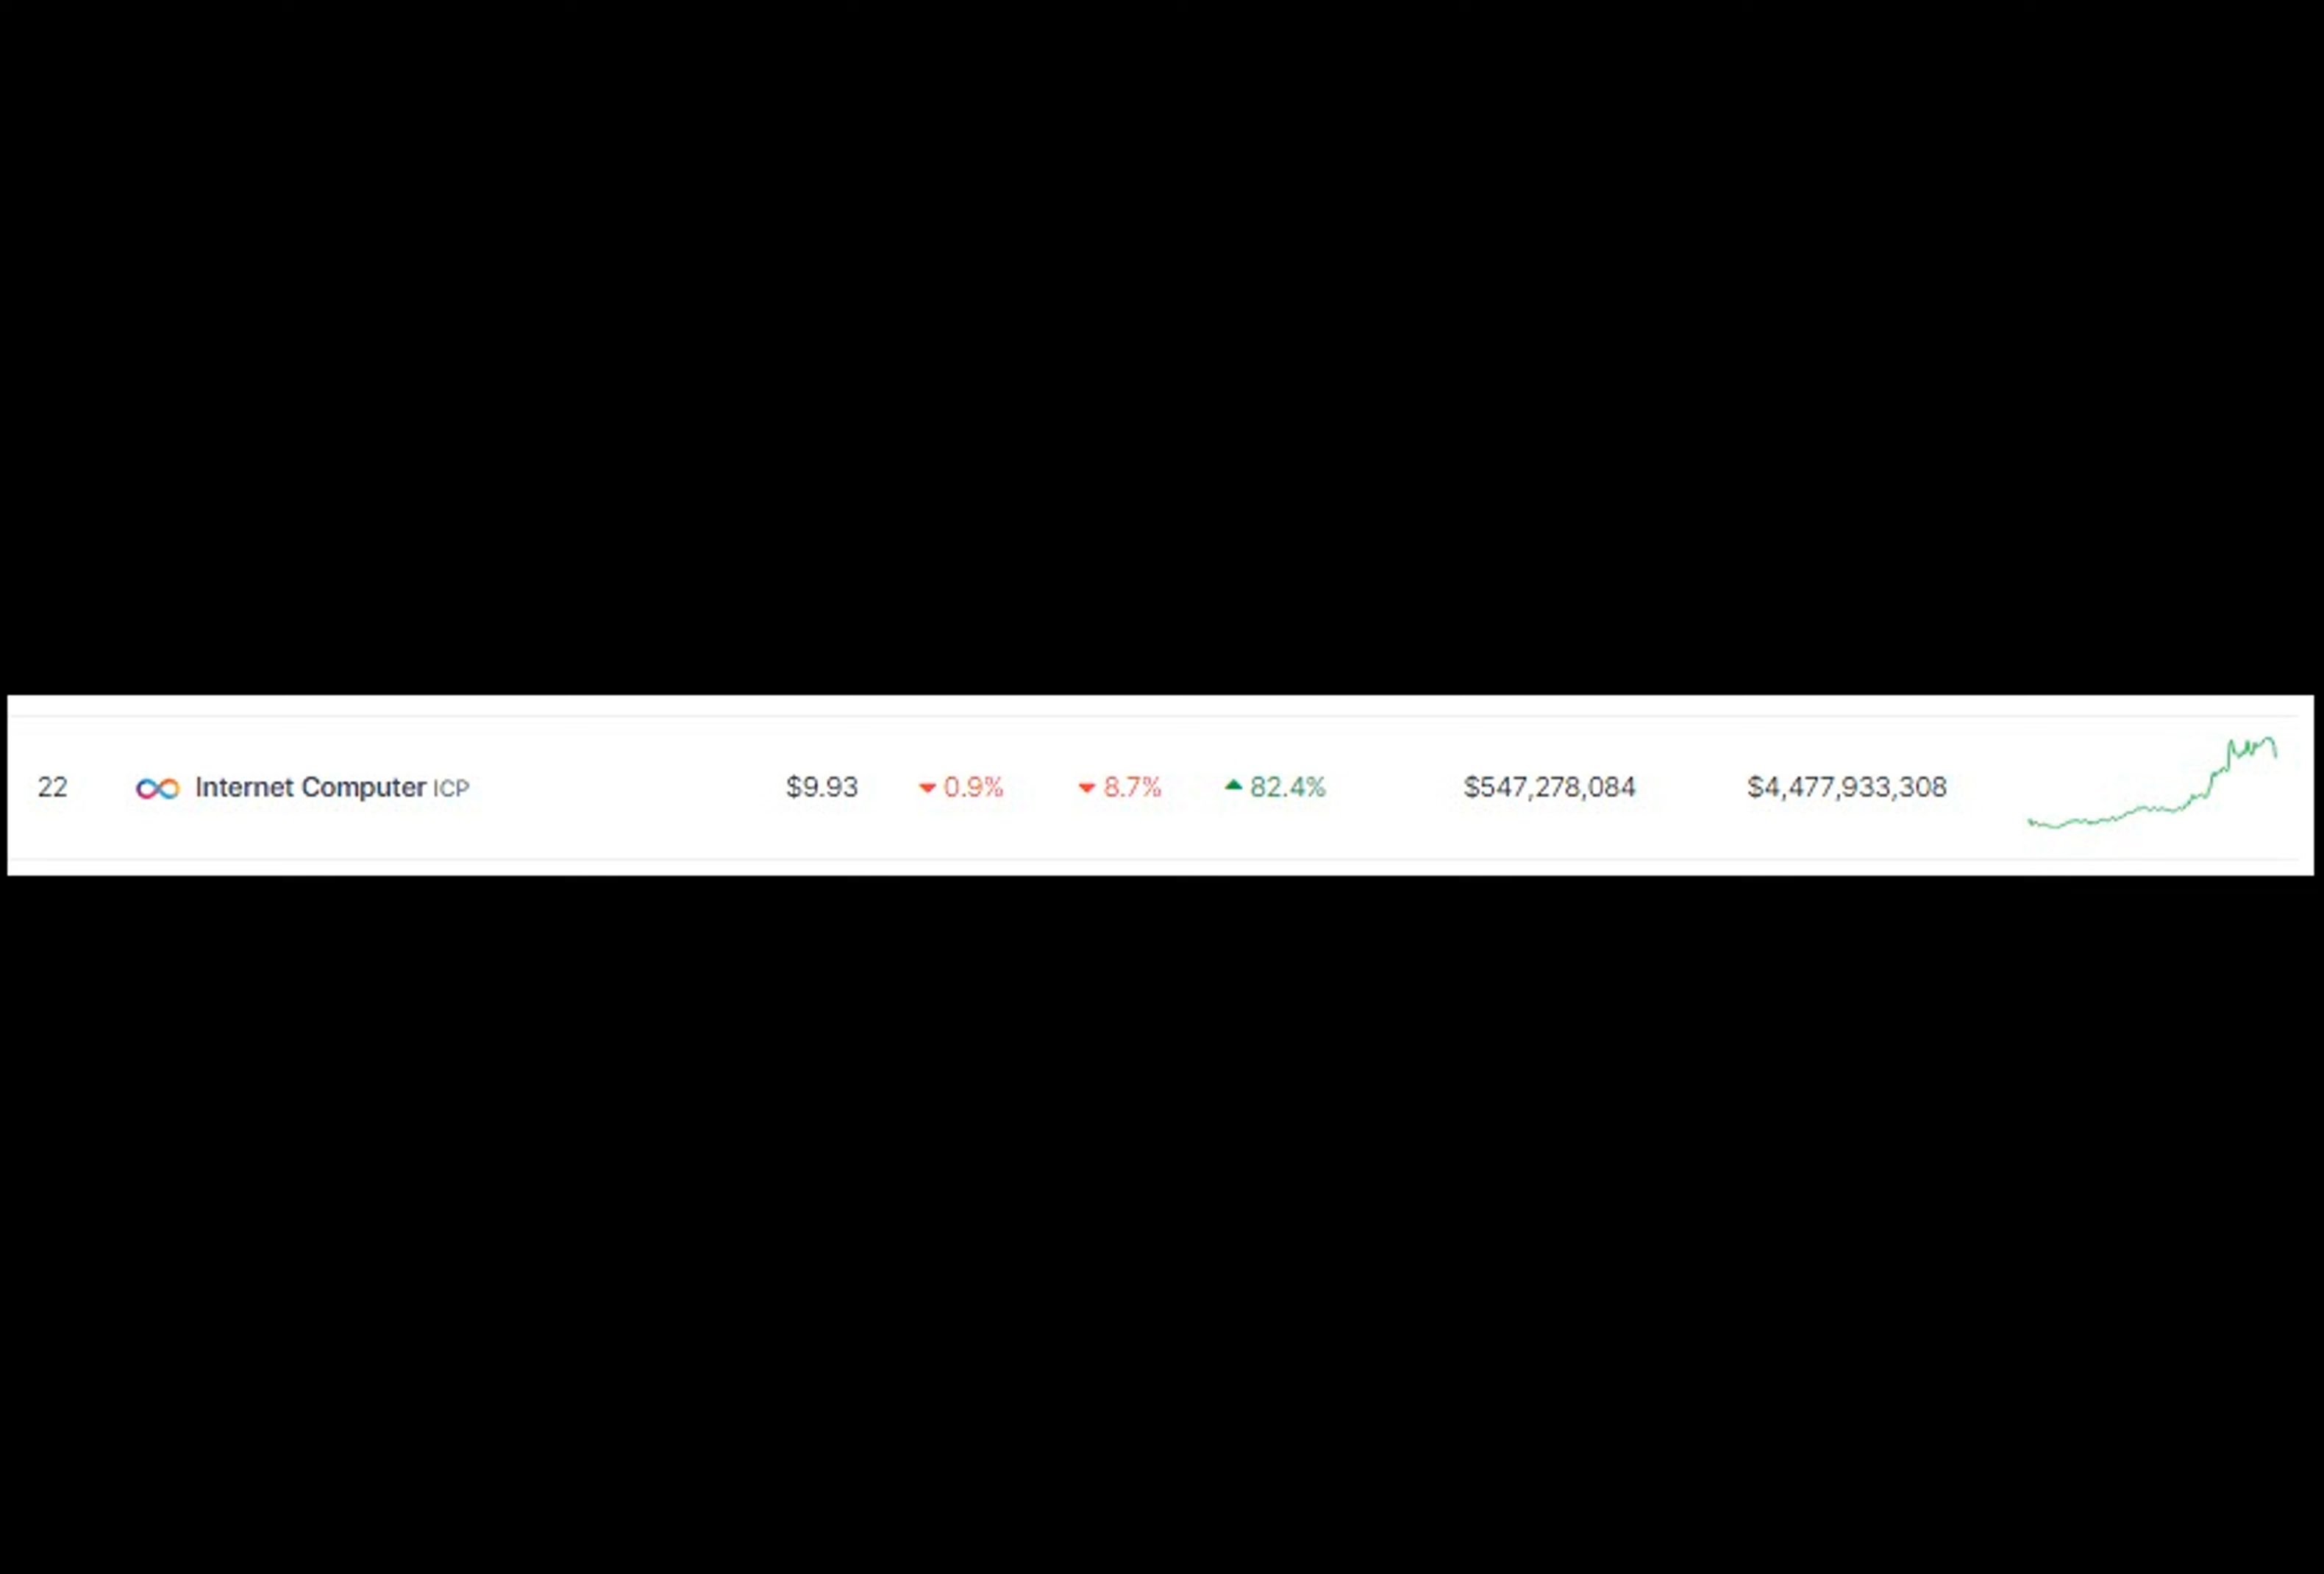 22 Internet Computer ICP $9.93 0.9% 8.7% 82.4% $547,278,084 $4,477,933,308